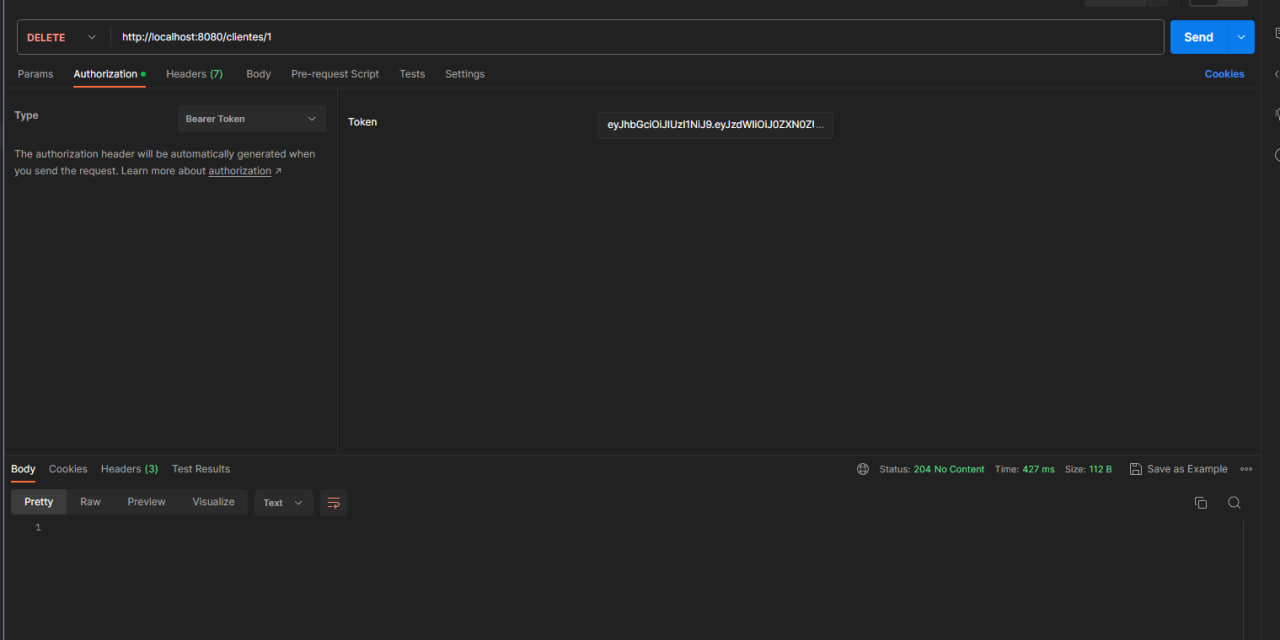 DELETE http://localhost:8080/clientes/1 Send
Params Authorization Headers (7) Body Pre-request Script Tests Settings Cookies
Type Bearer Token
The authorization header will be automatically generated when
you send the request. Learn more about authorization ↗
Token eyJhbGciOiJIUzI1NiJ9.eyJzdWIiOiJ0ZXN0ZI ...
Body Cookies Headers (3) Test Results Status: 204 No Content Time: 427 ms Size: 112 B Save as Example
Pretty Raw Preview Visualize Text
1